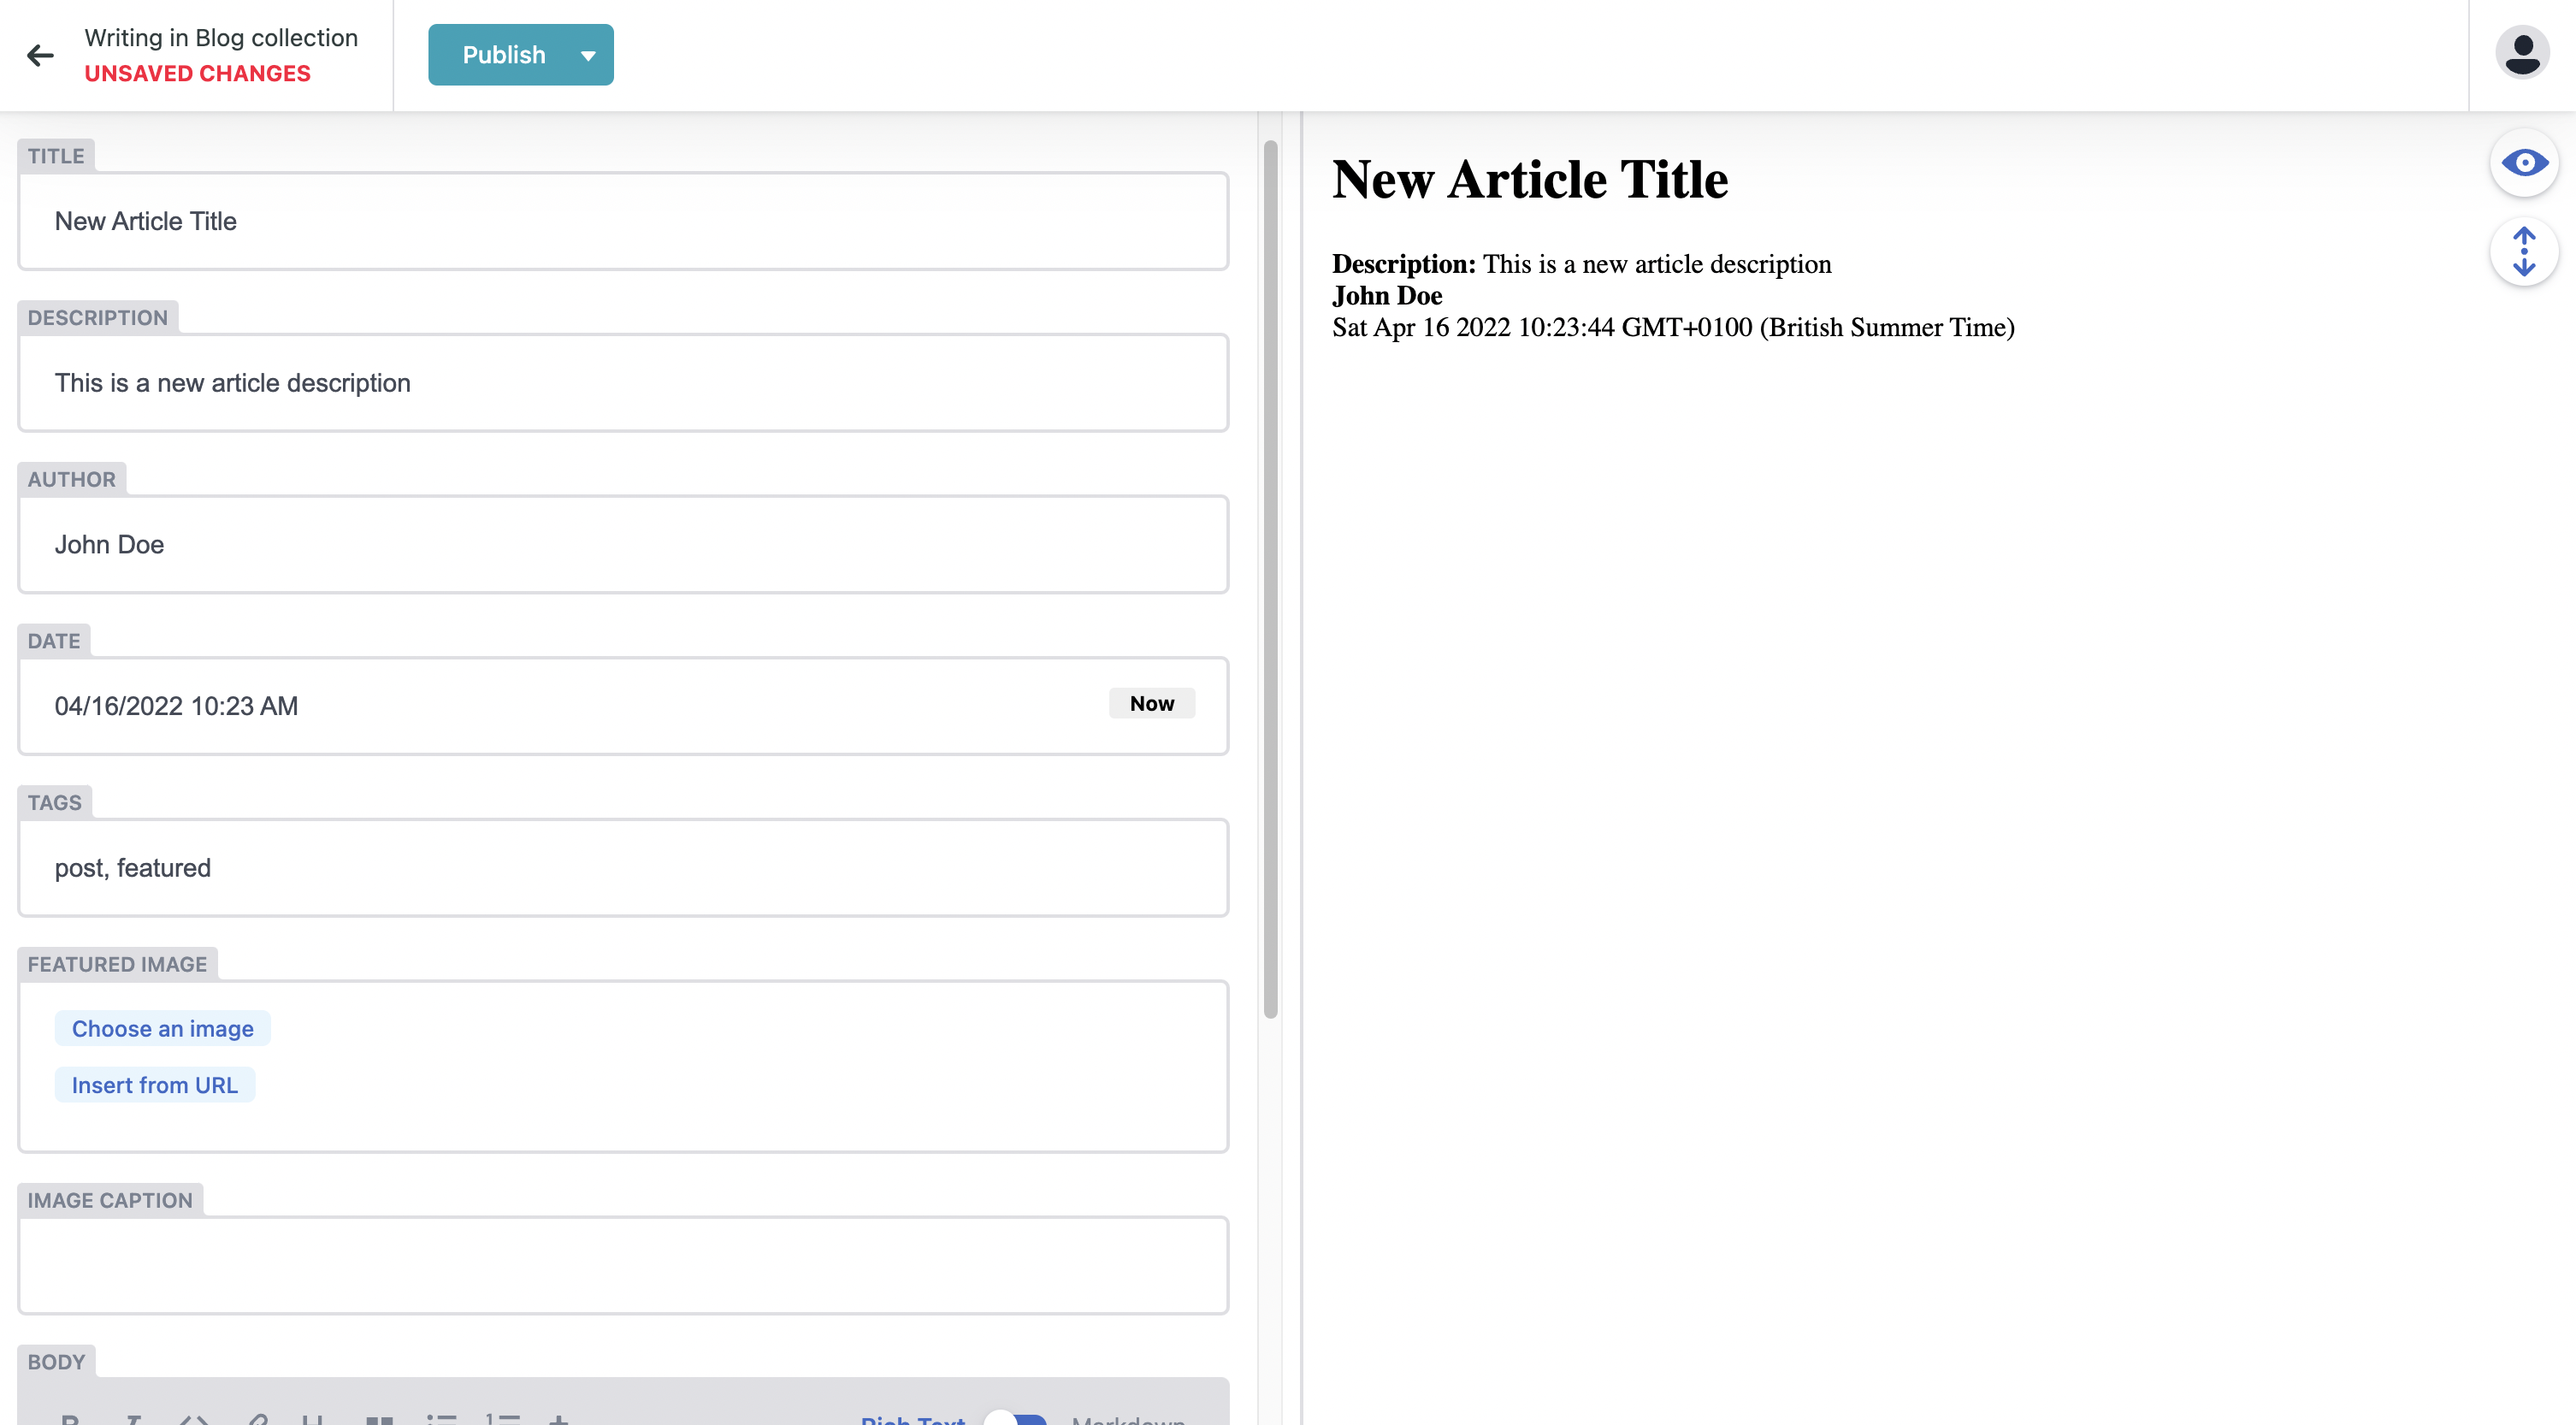 Writing in Blog collection
UNSAVED CHANGES
Publish
TITLE
New Article Title
DESCRIPTION
This is a new article description
AUTHOR
John Doe
DATE
04/16/2022 10:23 AM
Now
TAGS
post, featured
FEATURED IMAGE
Choose an image
Insert from URL
IMAGE CAPTION
BODY
Rich Text
Markdown
New Article Title
Description: This is a new article description
John Doe
Sat Apr 16 2022 10:23:44 GMT+0100 (British Summer Time)